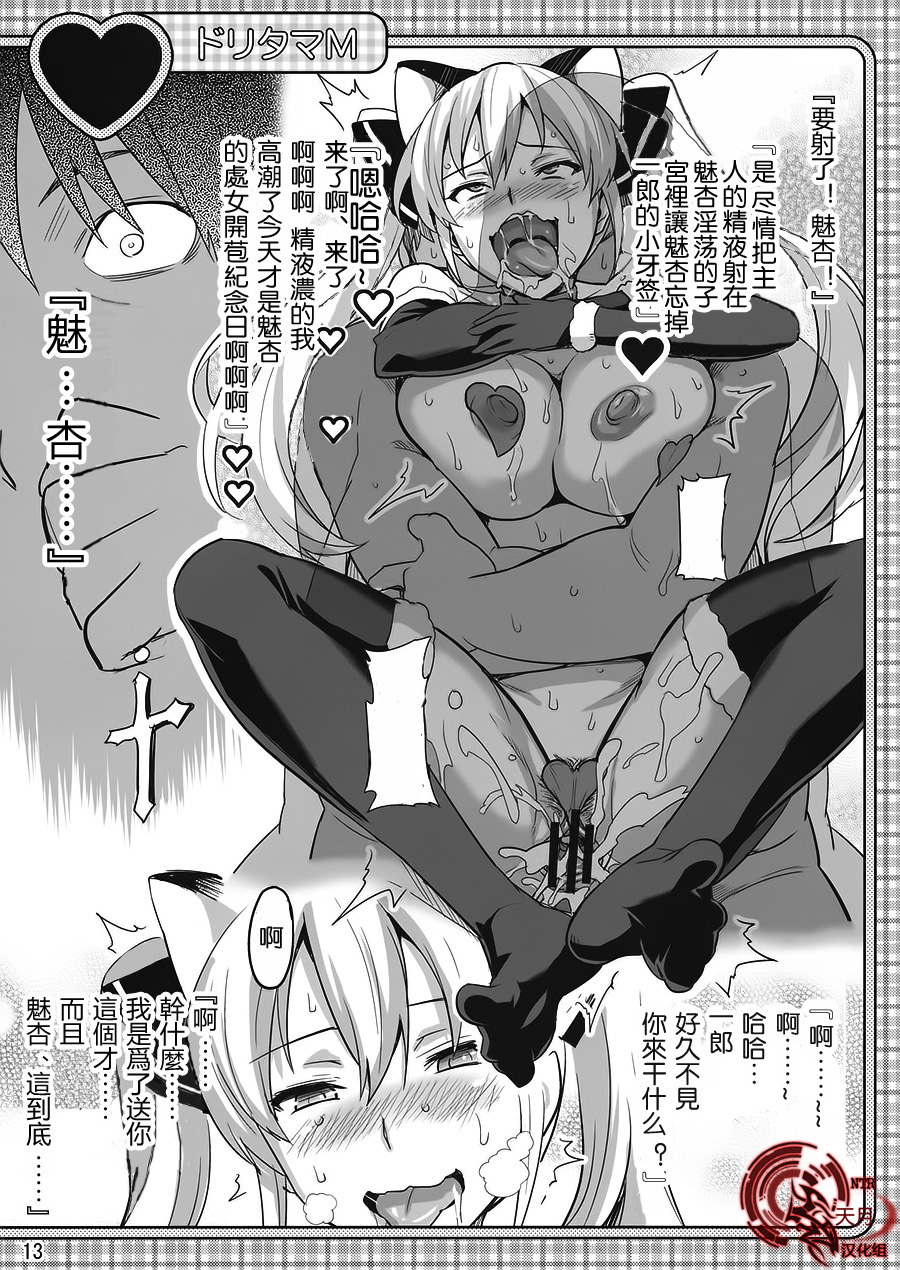 ドリタマM
『要射了！魅杏！』
『是 尽情把主
人的精液射在
魅杏淫荡的子
宮裡讓魅杏忘掉
一郎的小牙签』
『嗯哈哈~
来了啊、来了
啊啊啊 精液濃的我
高潮了今天才是魅杏
的處女開苞紀念日啊啊』
『魅…杏……』
啊
『啊……~
啊……~
哈哈…
一郎
好久不見
你來干什么？』
『啊……
幹什麼……
我是爲了送你
這個才……
而且
魅杏、這到底……』
13
NTR
天月
汉化组